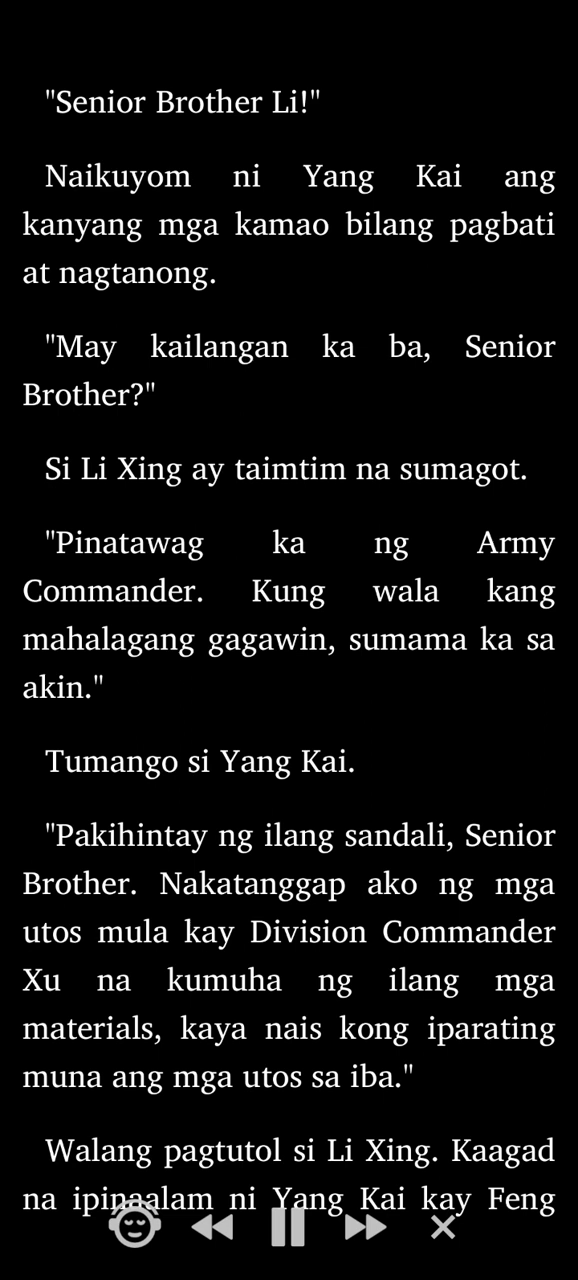 "Senior Brother Li!"
Naikuyom ni Yang Kai ang
kanyang mga kamao bilang pagbati
at nagtanong.
"May kailangan ka ba, Senior
Brother?"
Si Li Xing ay taimtim na sumagot.
"Pinatawag ka ng Army
Commander. Kung wala kang
mahalagang gagawin, sumama ka sa
akin."
Tumango si Yang Kai.
"Pakihintay ng ilang sandali, Senior
Brother. Nakatanggap ako ng mga
utos mula kay Division Commander
Xu na kumuha ng ilang mga
materials, kaya nais kong iparating
muna ang mga utos sa iba."
Walang pagtutol si Li Xing. Kaagad
na ipinaalam ni Yang Kai kay Feng